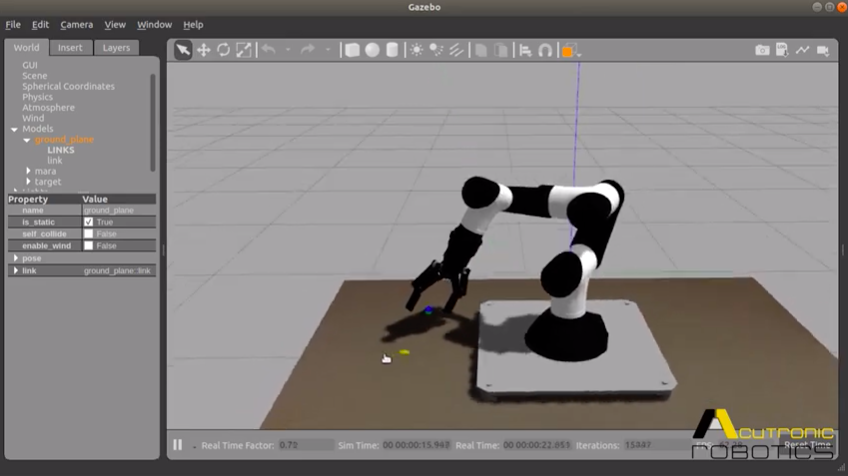 Gazebo
File Edit Camera View Window Help
World Insert Layers
GUI
Scene
Spherical Coordinates
Physics
Atmosphere
Wind
Models
ground_plane
LINKS
link
mara
target
Property Value
name ground_plane
is_static True
self_collide False
enable_wind False
pose
link ground_plane::link
Real Time Factor: 0.72 Sim Time: 00 00:00:15.947 Real Time: 00 00:00:22.051 Iterations: Reset Time
ACUTRONIC
ROBOTICS